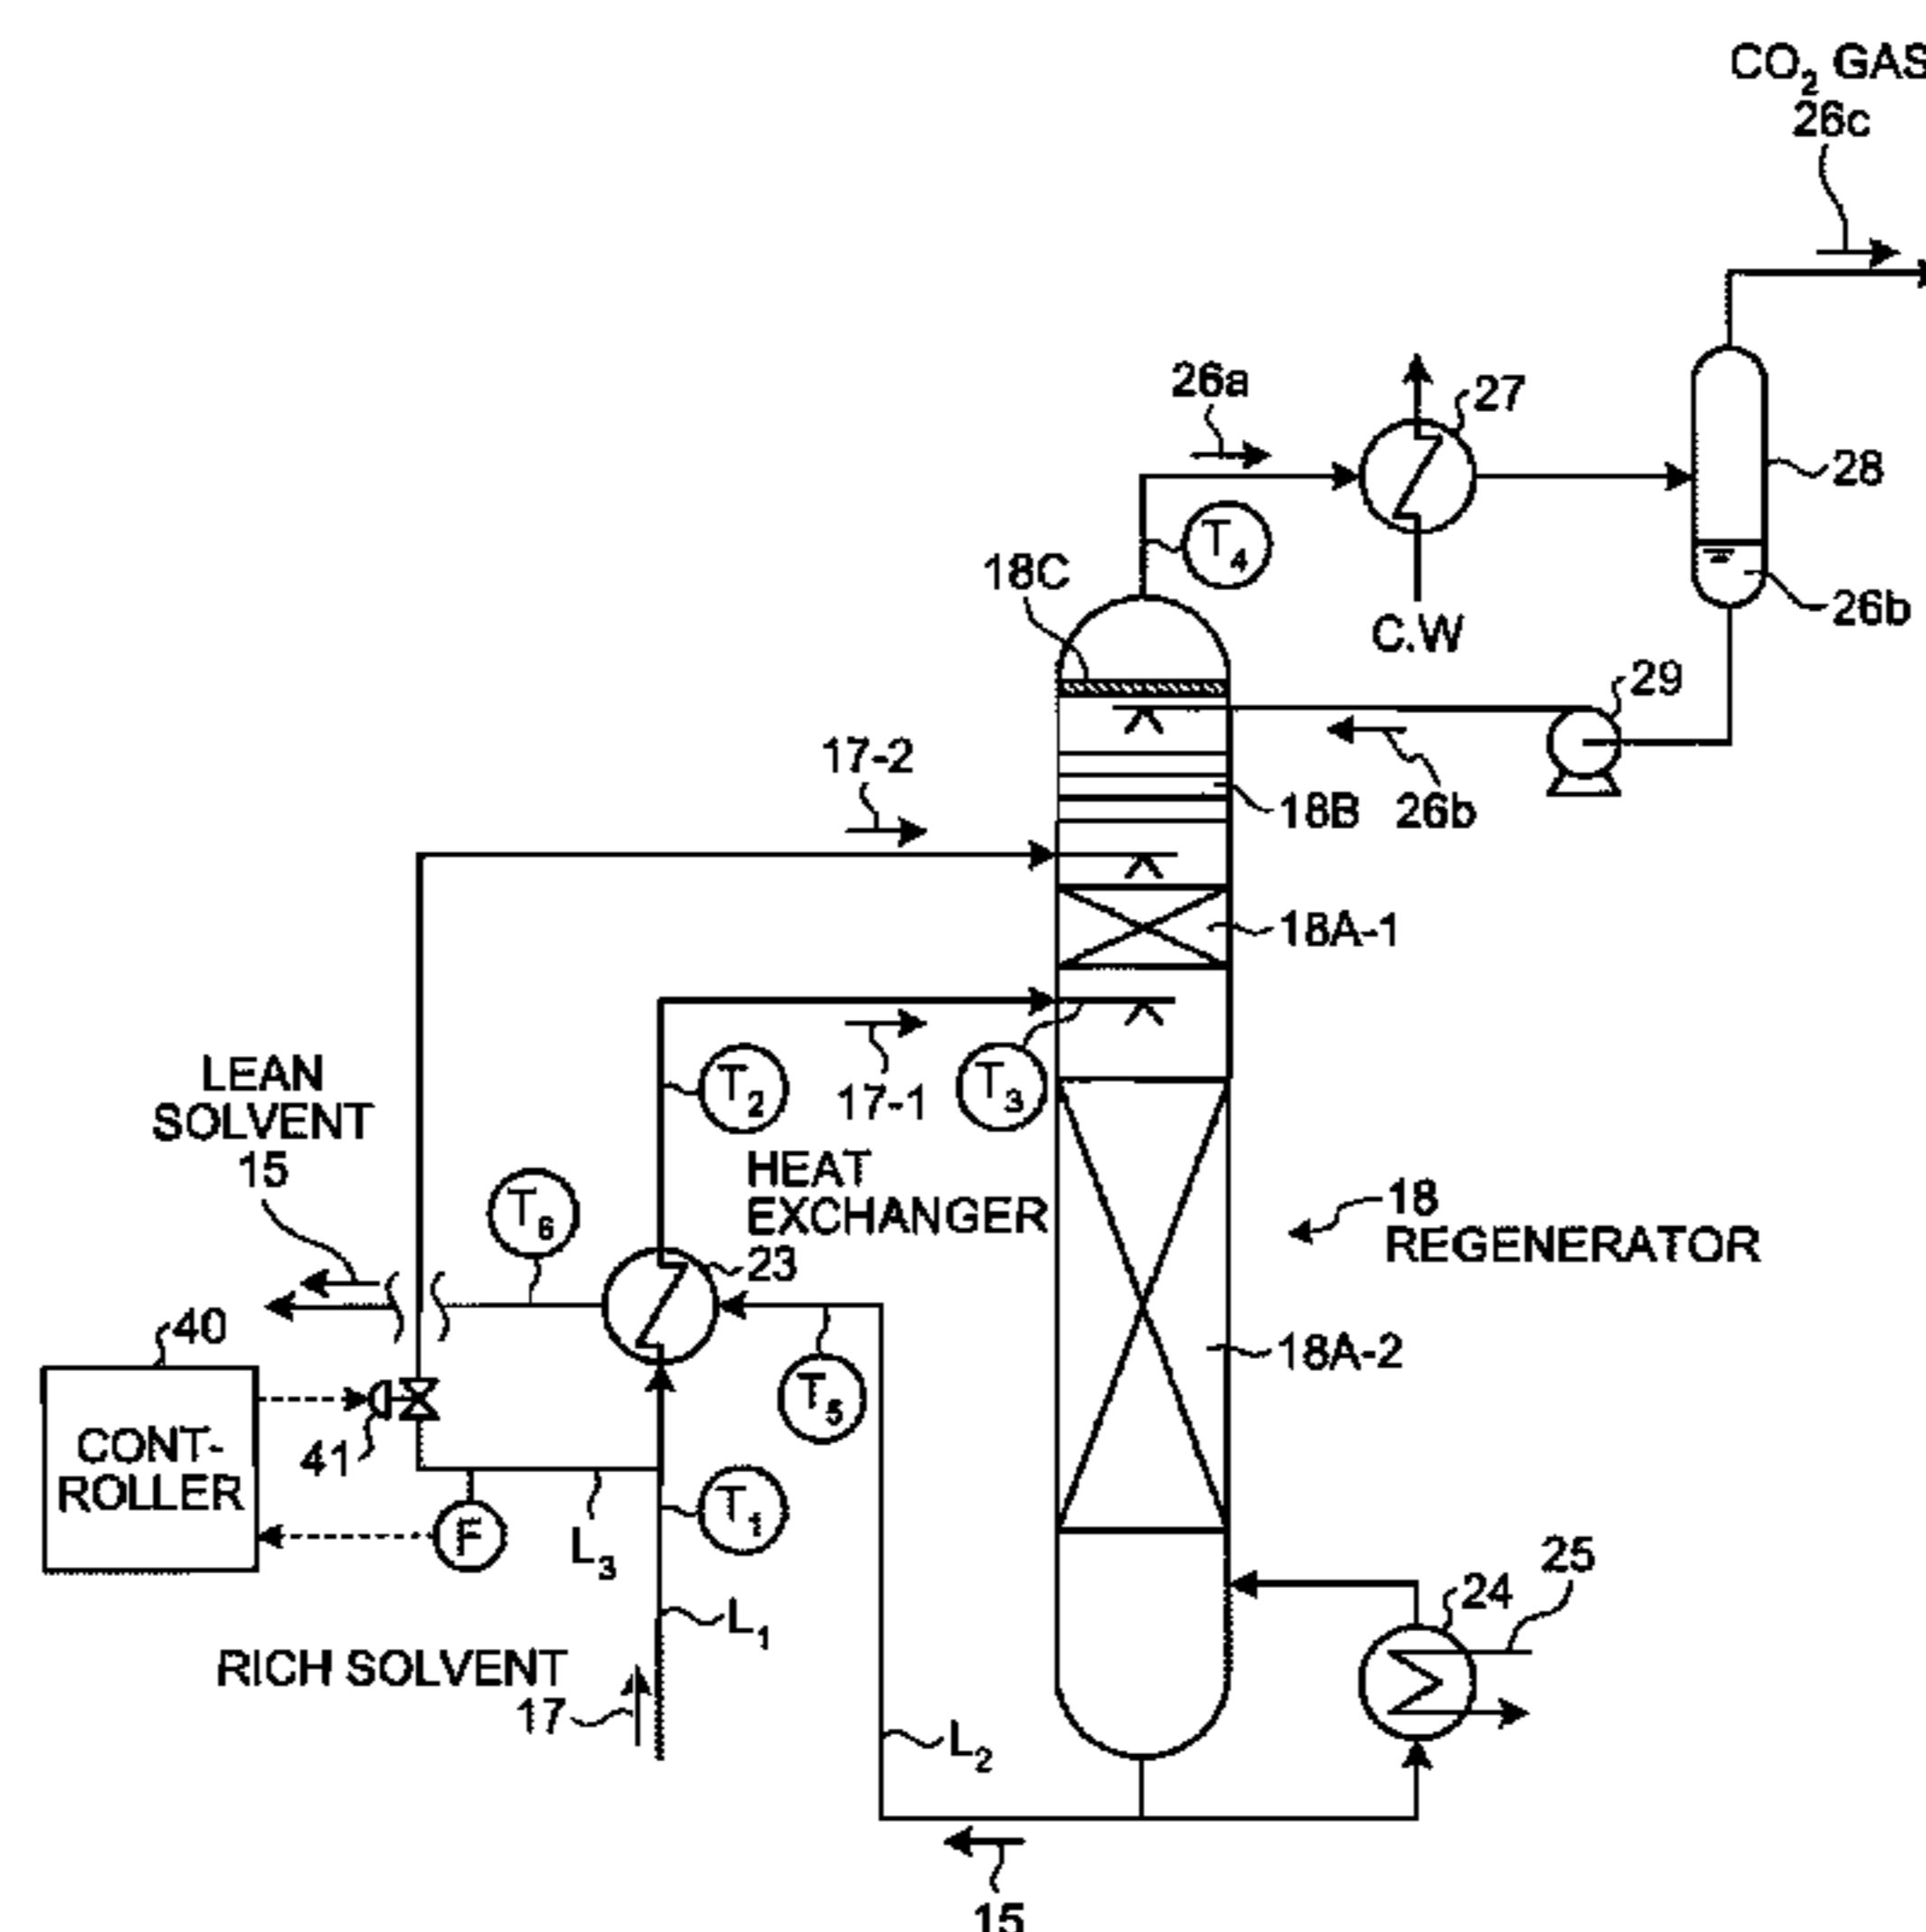 CO₂ GAS
26c
26a
27
28
T₄
18C
26b
C.W
29
17-2
18B
26b
18A-1
LEAN
SOLVENT
15
T₂
17-1
T₃
HEAT
EXCHANGER
23
T₆
18
REGENERATOR
40
T₅
18A-2
CONT-
ROLLER
41
F
L₃
T₁
25
24
L₁
RICH SOLVENT
17
L₂
15